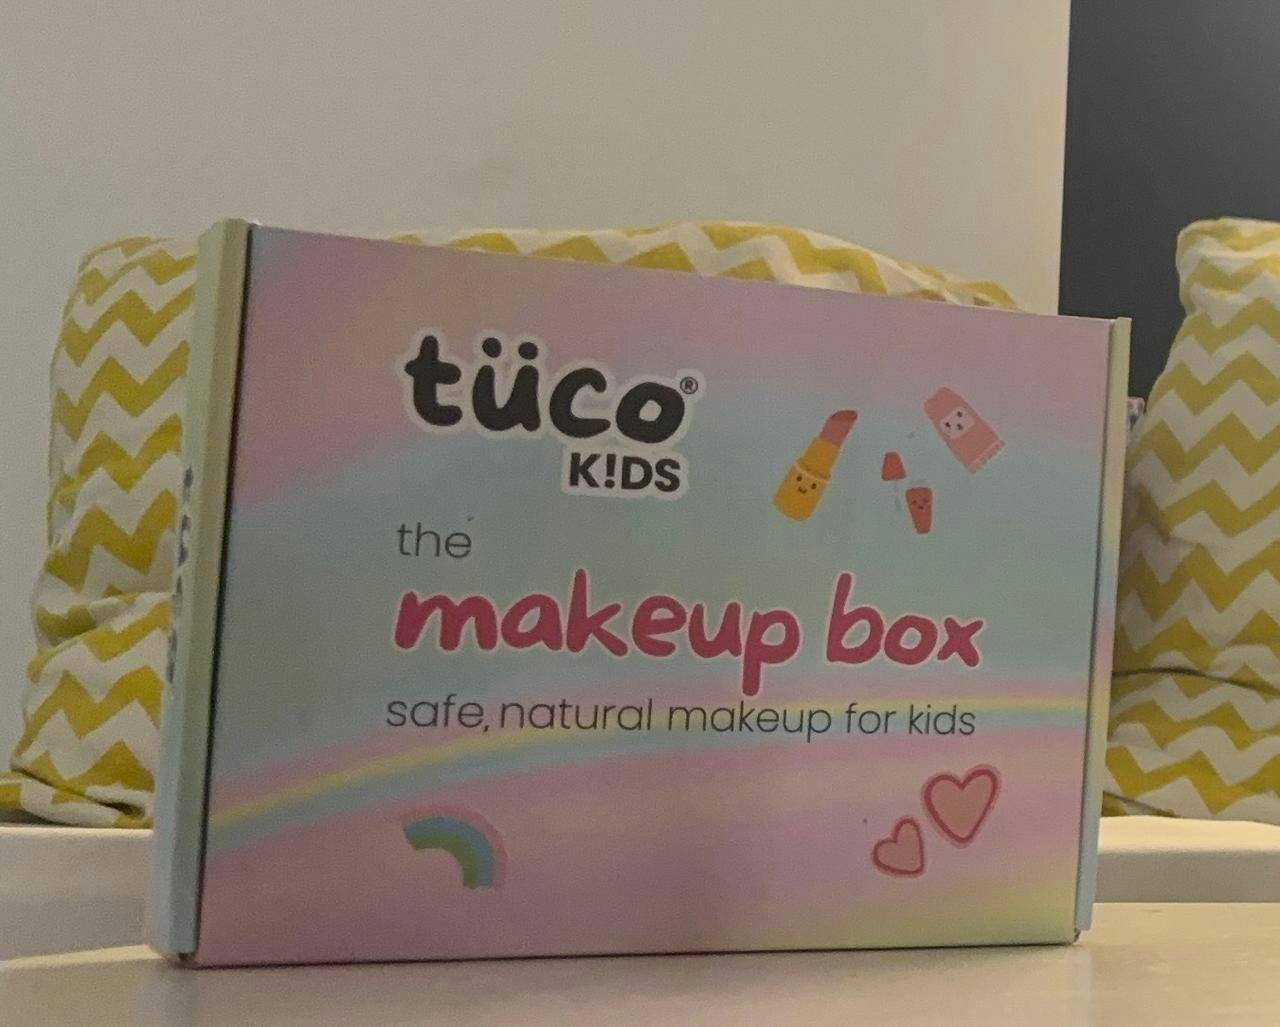 tüco®
K!DS
the
makeup box
safe, natural makeup for kids